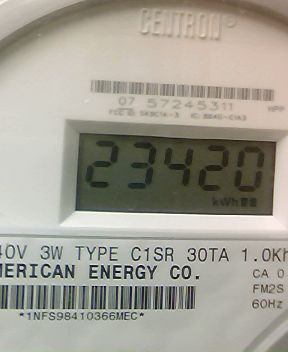 CENTRON®
07 57245311
23420
kWh
40V 3W TYPE C1SR 30TA 1.0Kh
MERICAN ENERGY CO.
CA 0.
FM2S
60Hz
*1NFS98410366MEC*